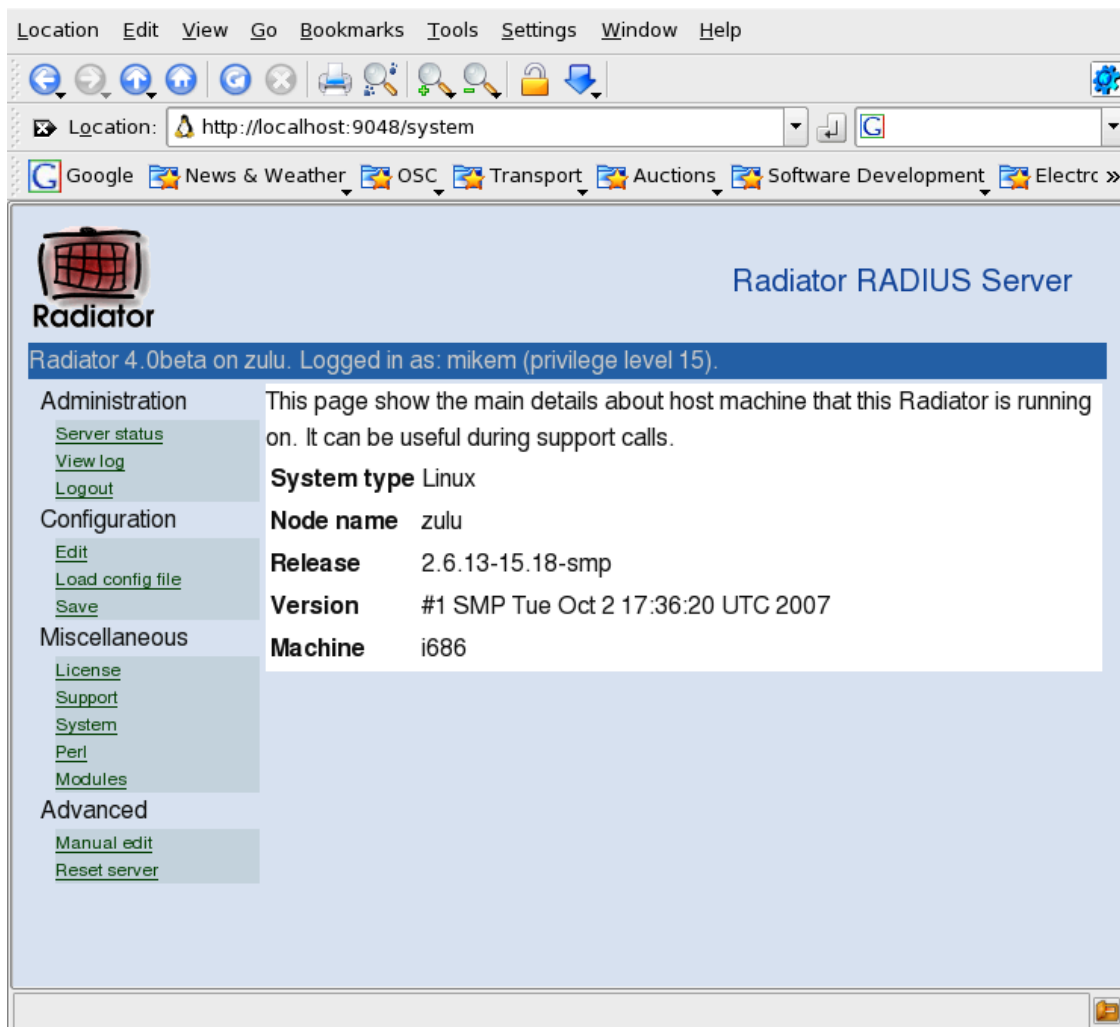 Location Edit View Go Bookmarks Tools Settings Window Help
Location: http://localhost:9048/system
Google News & Weather OSC Transport Auctions Software Development Electrc »
Radiator
Radiator RADIUS Server
Radiator 4.0beta on zulu. Logged in as: mikem (privilege level 15).
Administration
Server status
View log
Logout
Configuration
Edit
Load config file
Save
Miscellaneous
License
Support
System
Perl
Modules
Advanced
Manual edit
Reset server
This page show the main details about host machine that this Radiator is running
on. It can be useful during support calls.
System type Linux
Node name zulu
Release 2.6.13-15.18-smp
Version #1 SMP Tue Oct 2 17:36:20 UTC 2007
Machine i686